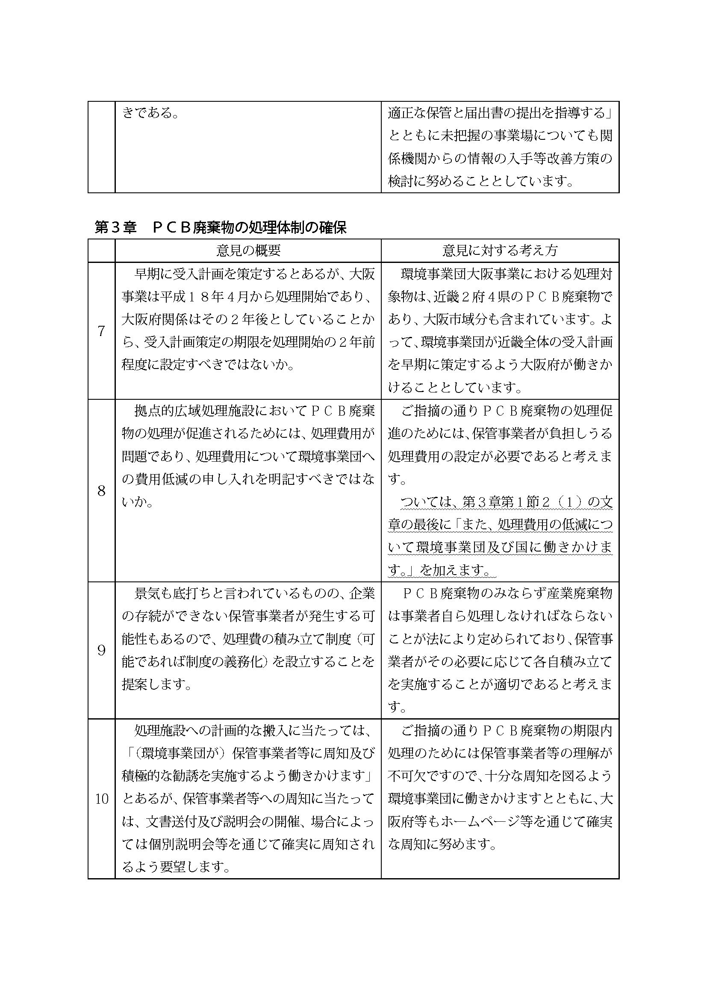 きである。
適正な保管と届出書の提出を指導する」
とともに未把握の事業場についても関
係機関からの情報の入手等改善方策の
検討に努めることとしています。
第３章　ＰＣＢ廃棄物の処理体制の確保
意見の概要
意見に対する考え方
7
早期に受入計画を策定するとあるが、大阪
事業は平成１８年４月から処理開始であり、
大阪府関係はその２年後としていることか
ら、受入計画策定の期限を処理開始の２年前
程度に設定すべきではないか。
環境事業団大阪事業における処理対
象物は、近畿２府４県のＰＣＢ廃棄物で
あり、大阪市域分も含まれています。よ
って、環境事業団が近畿全体の受入計画
を早期に策定するよう大阪府が働きか
けることとしています。
8
拠点的広域処理施設においてＰＣＢ廃棄
物の処理が促進されるためには、処理費用が
問題であり、処理費用について環境事業団へ
の費用低減の申し入れを明記すべきではな
いか。
ご指摘の通りＰＣＢ廃棄物の処理促
進のためには、保管事業者が負担しうる
処理費用の設定が必要であると考えま
す。
ついては、第３章第１節２（１）の文
章の最後に「また、処理費用の低減につ
いて環境事業団及び国に働きかけま
す。」を加えます。
9
景気も底打ちと言われているものの、企業
の存続ができない保管事業者が発生する可
能性もあるので、処理費の積み立て制度（可
能であれば制度の義務化）を設立することを
提案します。
ＰＣＢ廃棄物のみならず産業廃棄物
は事業者自ら処理しなければならない
ことが法により定められており、保管事
業者がその必要に応じて各自積み立て
を実施することが適切であると考えま
す。
10
処理施設への計画的な搬入に当たっては、
「（環境事業団が）保管事業者等に周知及び
積極的な勧誘を実施するよう働きかけます」
とあるが、保管事業者等への周知に当たって
は、文書送付及び説明会の開催、場合によっ
ては個別説明会等を通じて確実に周知され
るよう要望します。
ご指摘の通りＰＣＢ廃棄物の期限内
処理のためには保管事業者等の理解が
不可欠ですので、十分な周知を図るよう
環境事業団に働きかけますとともに、大
阪府等もホームページ等を通じて確実
な周知に努めます。